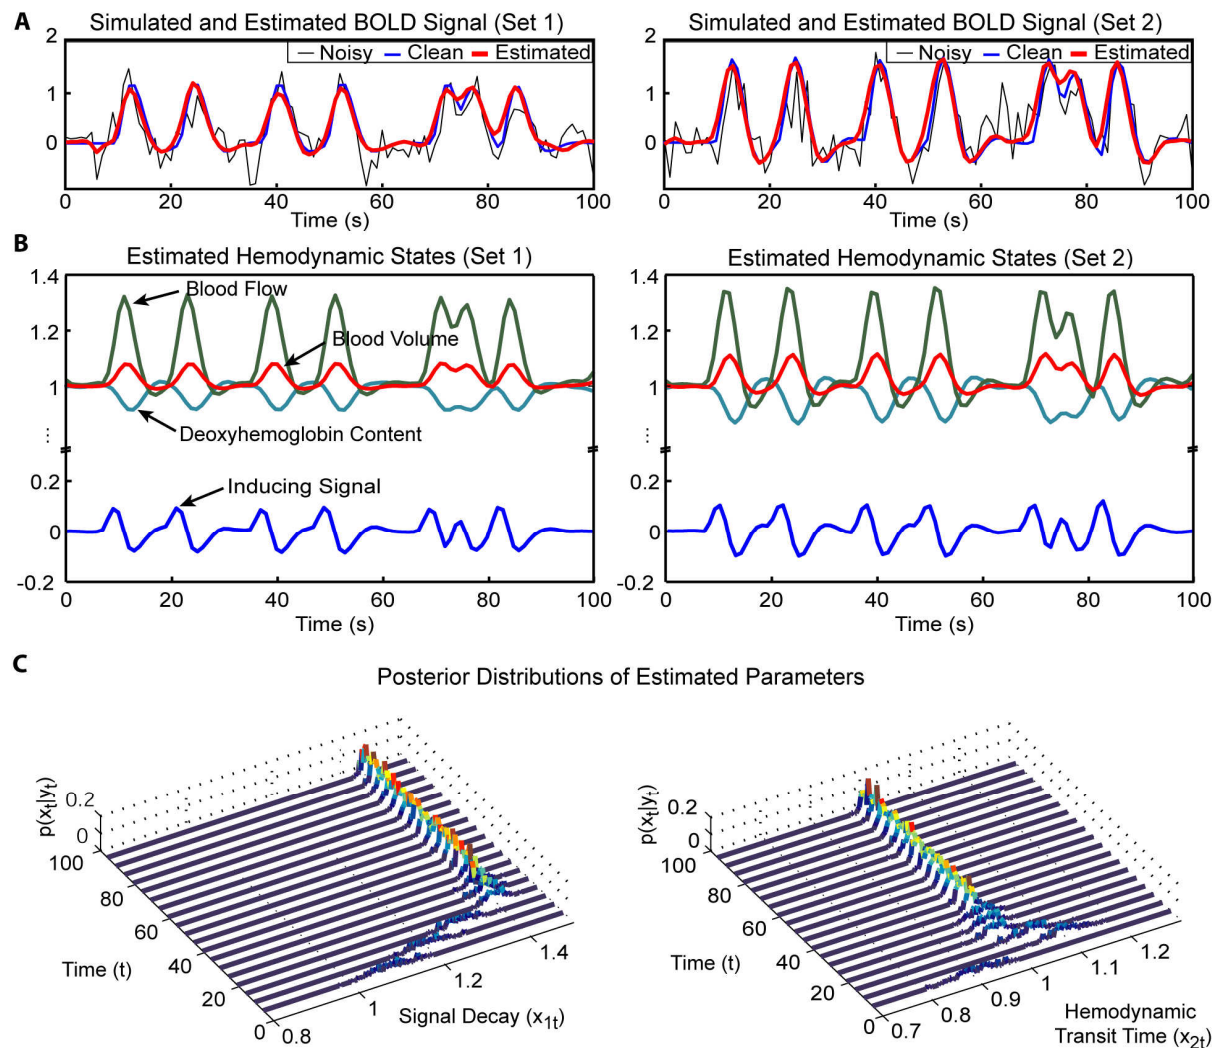 A
Simulated and Estimated BOLD Signal (Set 1)
2
1
0
Noisy Clean Estimated
0 20 40 60 80 100
Time (s)
Simulated and Estimated BOLD Signal (Set 2)
2
1
0
Noisy Clean Estimated
0 20 40 60 80 100
Time (s)
B
Estimated Hemodynamic States (Set 1)
1.4
1.2
1
...
0.2
0
-0.2
Blood Flow
Blood Volume
Deoxyhemoglobin Content
Inducing Signal
0 20 40 60 80 100
Time (s)
Estimated Hemodynamic States (Set 2)
1.4
1.2
1
...
0.2
0
-0.2
0 20 40 60 80 100
Time (s)
C
Posterior Distributions of Estimated Parameters
p(xt|yt)
0.2
0
100
80
60
40
20
0
Time (t)
0.8
1
1.2
1.4
Signal Decay (x1t)
p(xt|yt)
0.2
0
100
80
60
40
20
0
Time (t)
0.7
0.8
0.9
1
1.1
1.2
Hemodynamic
Transit Time (x2t)